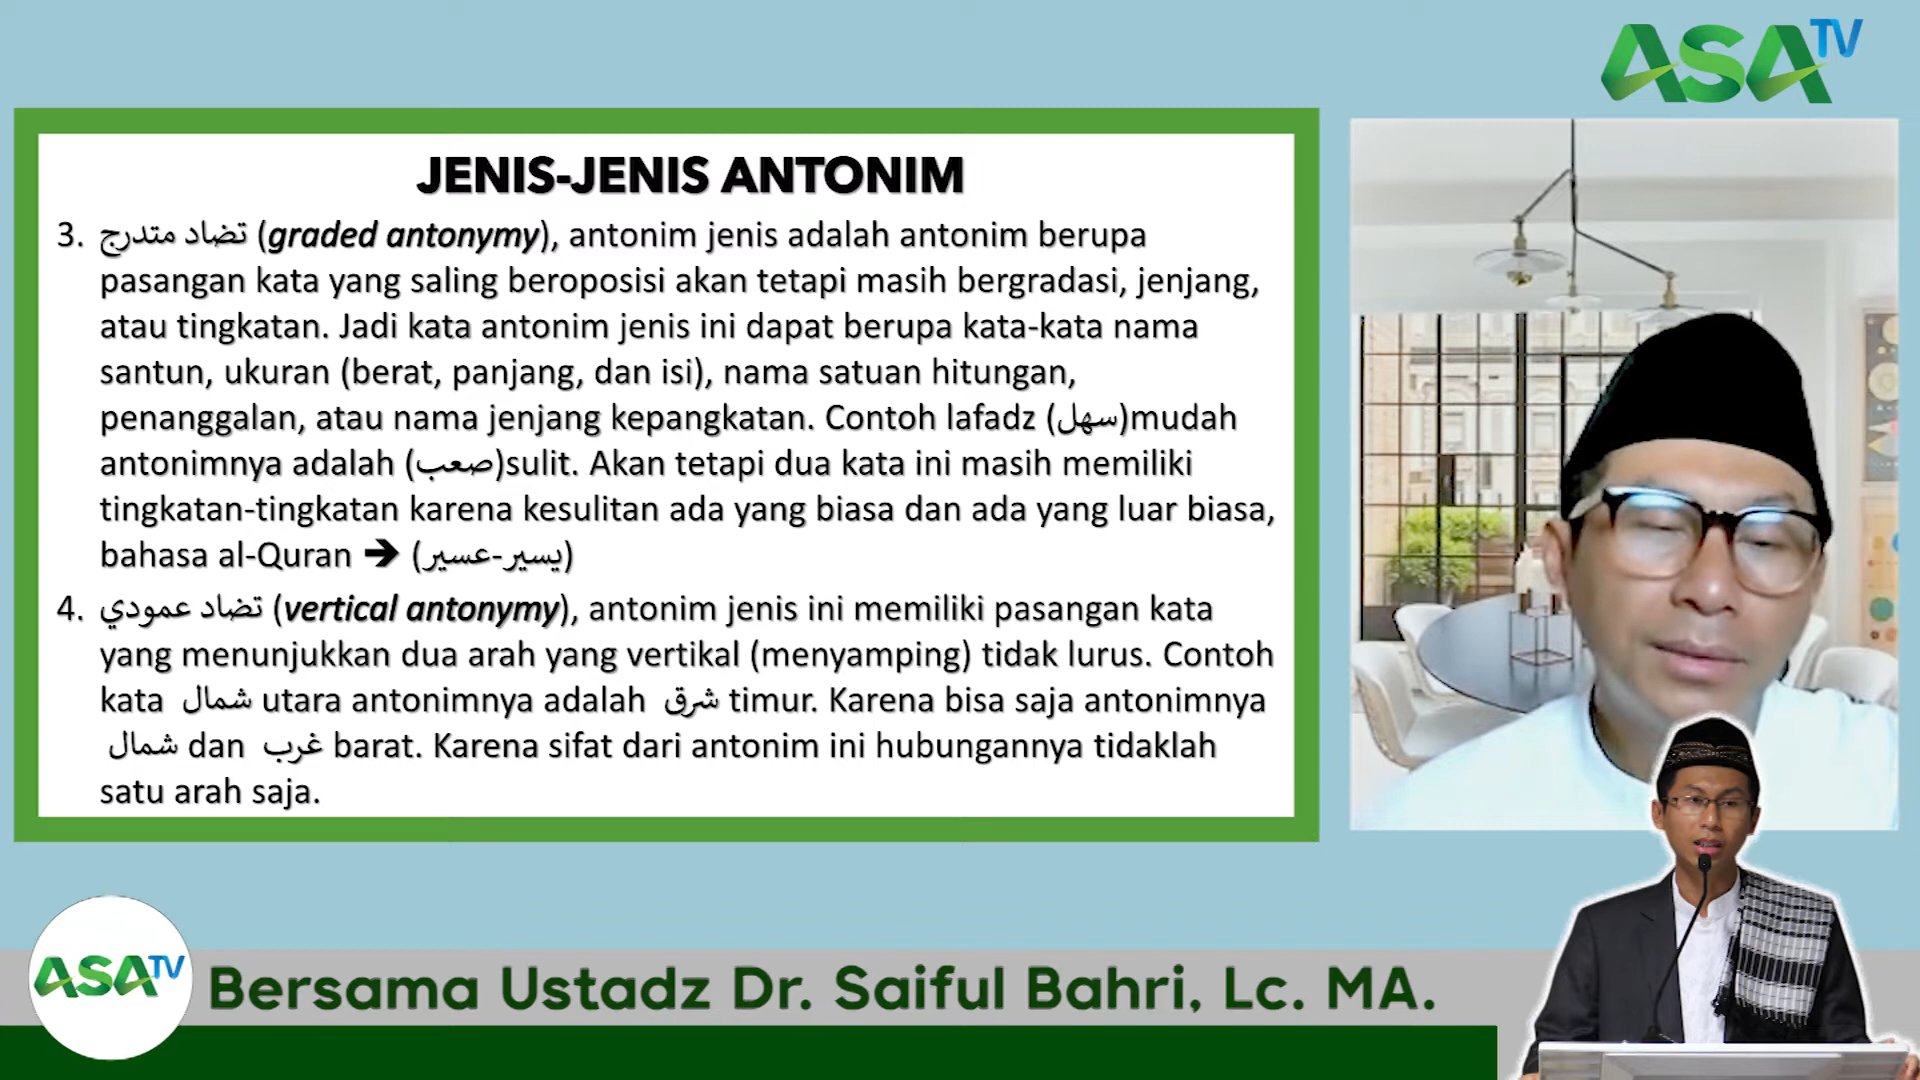 ASA TV
JENIS-JENIS ANTONIM
3. تضاد متدرج (graded antonymy), antonim jenis adalah antonim berupa
pasangan kata yang saling beroposisi akan tetapi masih bergradasi, jenjang,
atau tingkatan. Jadi kata antonim jenis ini dapat berupa kata-kata nama
santun, ukuran (berat, panjang, dan isi), nama satuan hitungan,
penanggalan, atau nama jenjang kepangkatan. Contoh lafadz (سهل)mudah
antonimnya adalah (صعب)sulit. Akan tetapi dua kata ini masih memiliki
tingkatan-tingkatan karena kesulitan ada yang biasa dan ada yang luar biasa,
bahasa al-Quran ➔ (يسير-عسير)
4. تضاد عمودي (vertical antonymy), antonim jenis ini memiliki pasangan kata
yang menunjukkan dua arah yang vertikal (menyamping) tidak lurus. Contoh
kata شمال utara antonimnya adalah شرق timur. Karena bisa saja antonimnya
شمال dan غرب barat. Karena sifat dari antonim ini hubungannya tidaklah
satu arah saja.
ASA TV
Bersama Ustadz Dr. Saiful Bahri, Lc. MA.